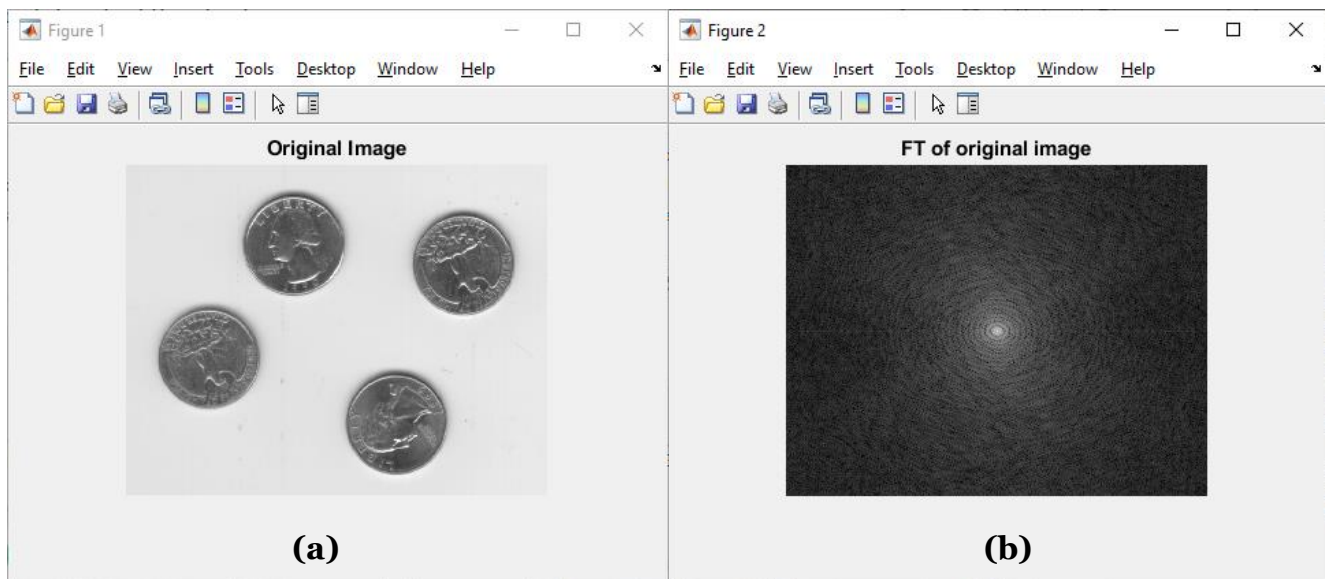 Figure 1
File Edit View Insert Tools Desktop Window Help
Original Image
LIBERTY
(a)
Figure 2
File Edit View Insert Tools Desktop Window Help
FT of original image
(b)